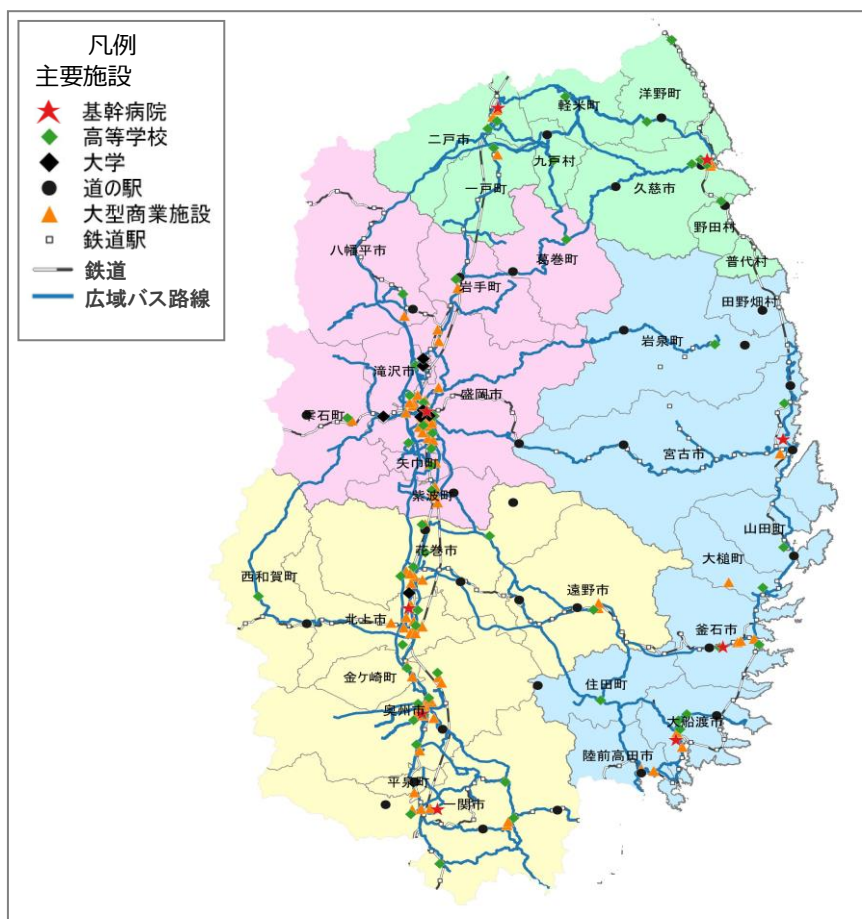 凡例
主要施設
基幹病院
高等学校
大学
道の駅
大型商業施設
鉄道駅
鉄道
広域バス路線
洋野町
軽米町
二戸市
九戸村
一戸町
久慈市
野田村
普代村
八幡平市
葛巻町
岩手町
田野畑村
岩泉町
滝沢市
盛岡市
雫石町
宮古市
矢巾町
紫波町
山田町
大槌町
花巻市
西和賀町
遠野市
北上市
釜石市
金ケ崎町
住田町
奥州市
大船渡市
陸前高田市
平泉町
一関市